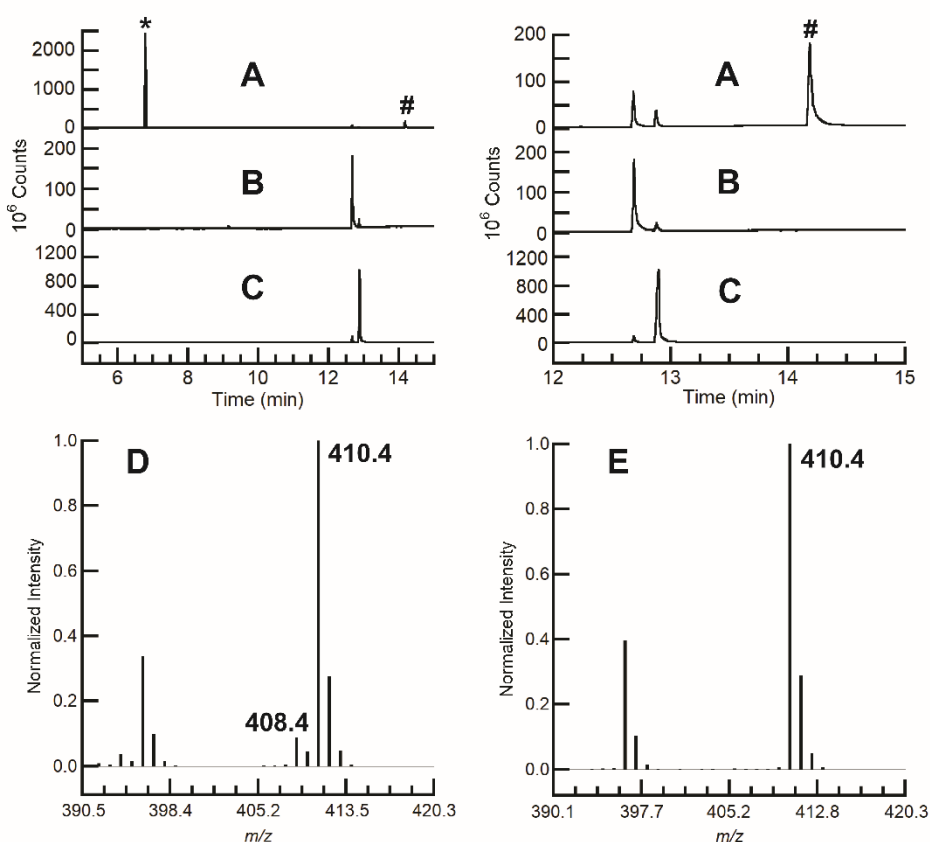 *
2000
A
1000
#
0
200
B
100
0
1200
C
800
400
0
10⁶ Counts
6 8 10 12 14
Time (min)
#
200
A
100
0
200
B
100
0
1200
C
800
400
0
10⁶ Counts
12 13 14 15
Time (min)
1.0
D
410.4
0.8
0.6
0.4
0.2
408.4
0.0
Normalized Intensity
390.5 398.4 405.2 413.5 420.3
m/z
1.0
E
410.4
0.8
0.6
0.4
0.2
0.0
Normalized Intensity
390.1 397.7 405.2 412.8 420.3
m/z